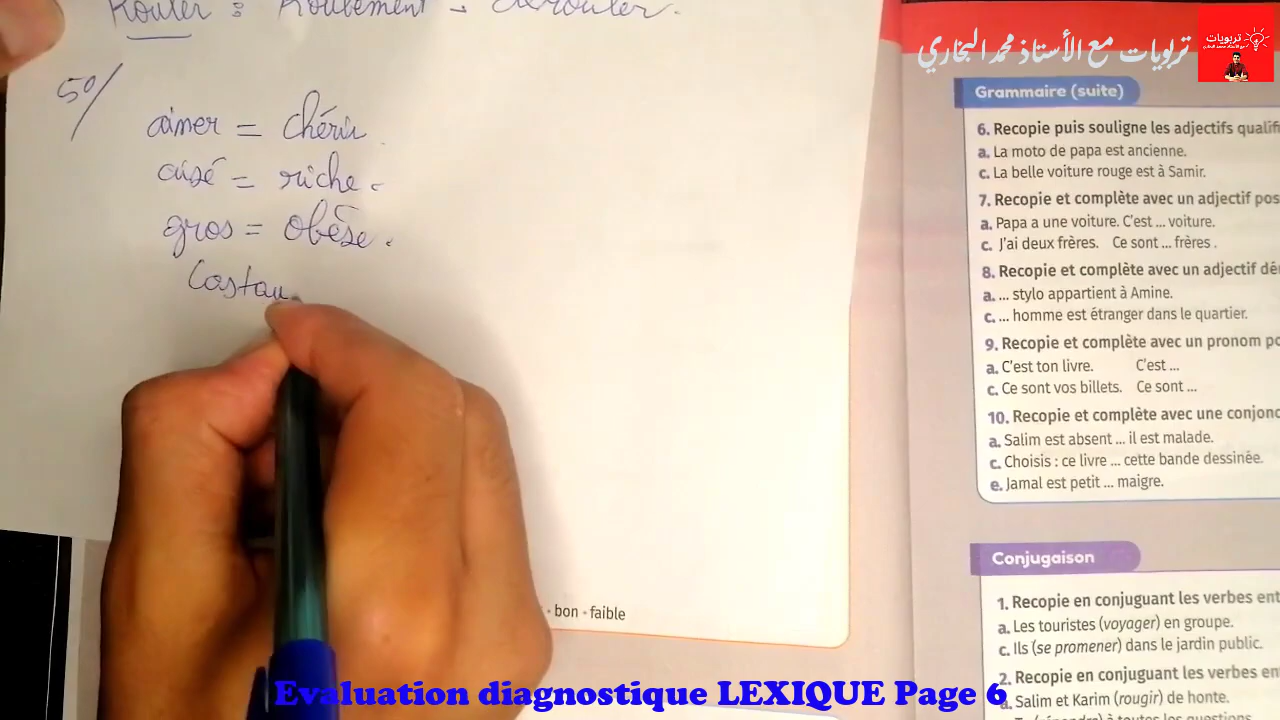 Rouler : Roulement - dérouler.
5°/
aimer = chérir.
aisé = riche.
gros = obèse.
Costau
• bon • faible
تربويات مع الأستاذ محمد البخاري
تربويات
Grammaire (suite)
6. Recopie puis souligne les adjectifs qualif
a. La moto de papa est ancienne.
c. La belle voiture rouge est à Samir.
7. Recopie et complète avec un adjectif pos
a. Papa a une voiture. C'est ... voiture.
c. J'ai deux frères. Ce sont ... frères .
8. Recopie et complète avec un adjectif dé
a. ... stylo appartient à Amine.
c. ... homme est étranger dans le quartier.
9. Recopie et complète avec un pronom po
a. C'est ton livre. C'est ...
c. Ce sont vos billets. Ce sont ...
10. Recopie et complète avec une conjonc
a. Salim est absent ... il est malade.
c. Choisis : ce livre ... cette bande dessinée.
e. Jamal est petit ... maigre.
Conjugaison
1. Recopie en conjuguant les verbes ent
a. Les touristes (voyager) en groupe.
c. Ils (se promener) dans le jardin public.
2. Recopie en conjuguant les verbes en
a. Salim et Karim (rougir) de honte.
Evaluation diagnostique LEXIQUE Page 6